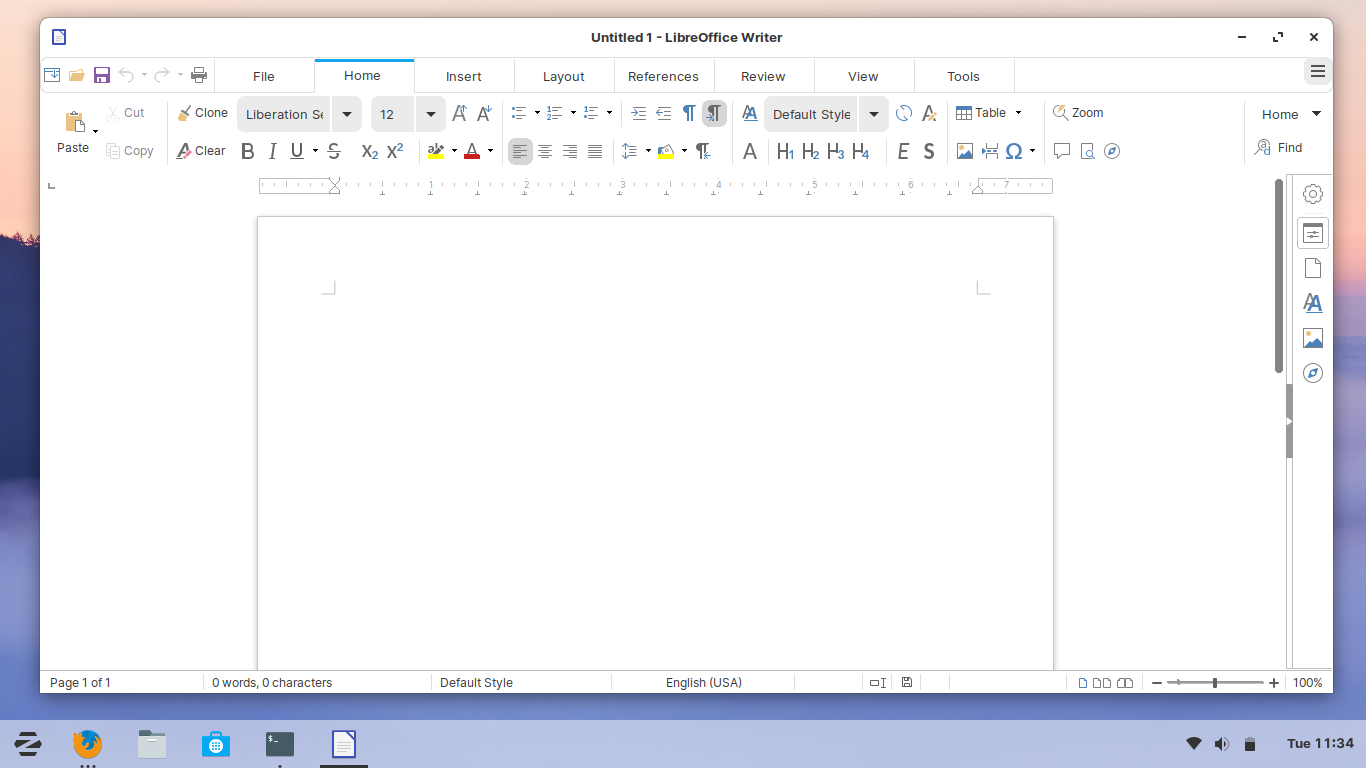 Untitled 1 - LibreOffice Writer
File Home Insert Layout References Review View Tools
Cut Clone Liberation Se 12 Default Style Table Zoom Home
Paste Copy Clear B I U S X2 X2 A A H1 H2 H3 H4 E S Ω Find
1 2 3 4 5 6 7
Page 1 of 1 0 words, 0 characters Default Style English (USA) 100%
$_
Tue 11:34